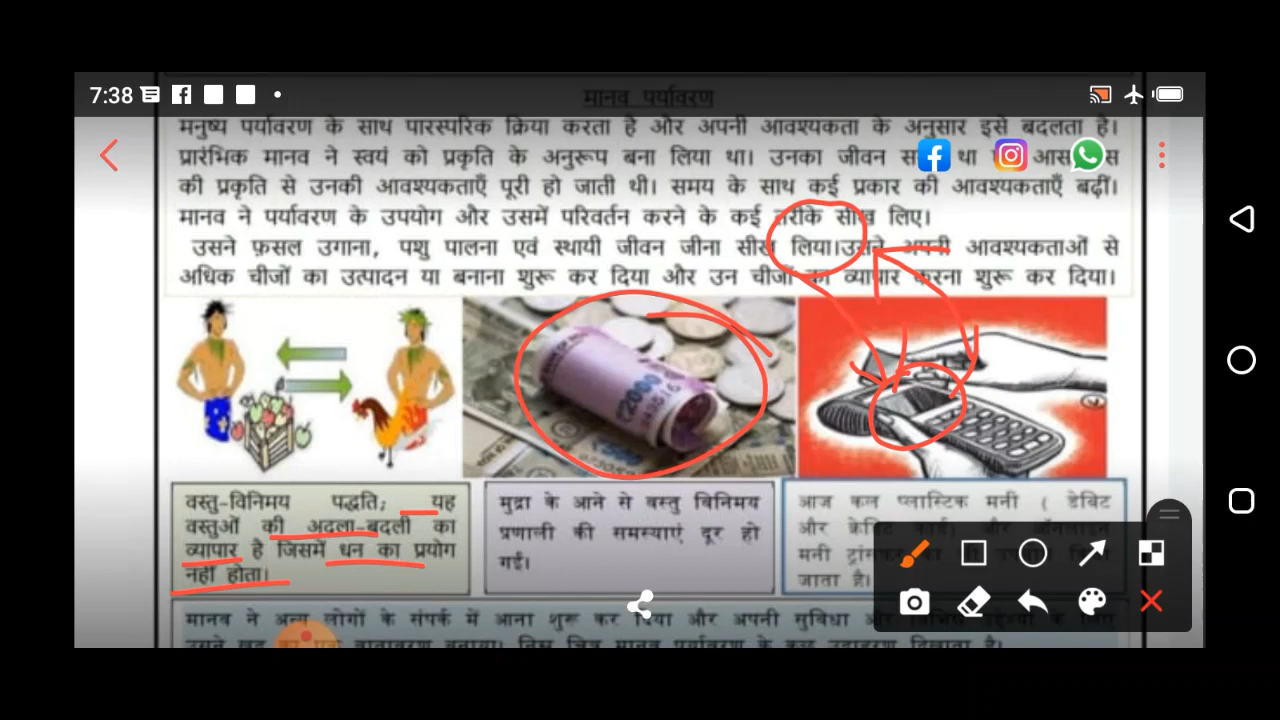 7:38
मानव पर्यावरण
मनुष्य पर्यावरण के साथ पारस्परिक क्रिया करता है और अपनी आवश्यकता के अनुसार इसे बदलता है।
प्रारंभिक मानव ने स्वयं को प्रकृति के अनुरूप बना लिया था। उनका जीवन था
की प्रकृति से उनकी आवश्यकताएँ पूरी हो जाती थी। समय के साथ कई प्रकार की आवश्यकताएँ बढ़ीं।
मानव ने पर्यावरण के उपयोग और उसमें परिवर्तन करने के कई तरीके सीख लिए।
उसने फ़सल उगाना, पशु पालना एवं स्थायी जीवन जीना सीख लिया।उसने अपनी आवश्यकताओं से
अधिक चीजों का उत्पादन या बनाना शुरू कर दिया और उन चीजों का व्यापार करना शुरू कर दिया।
2000
वस्तु-विनिमय पद्धति; यह
वस्तुओं की अदला-बदली का
व्यापार है जिसमें धन का प्रयोग
नहीं होता।
मुद्रा के आने से वस्तु विनिमय
प्रणाली की समस्याएं दूर हो
गईं।
आज कल प्लास्टिक मनी ( डेबिट
और क्रेडिट
मनी
जाता है।
मानव ने अन्य लोगों के संपर्क में आना शुरू कर दिया और अपनी सुविधा